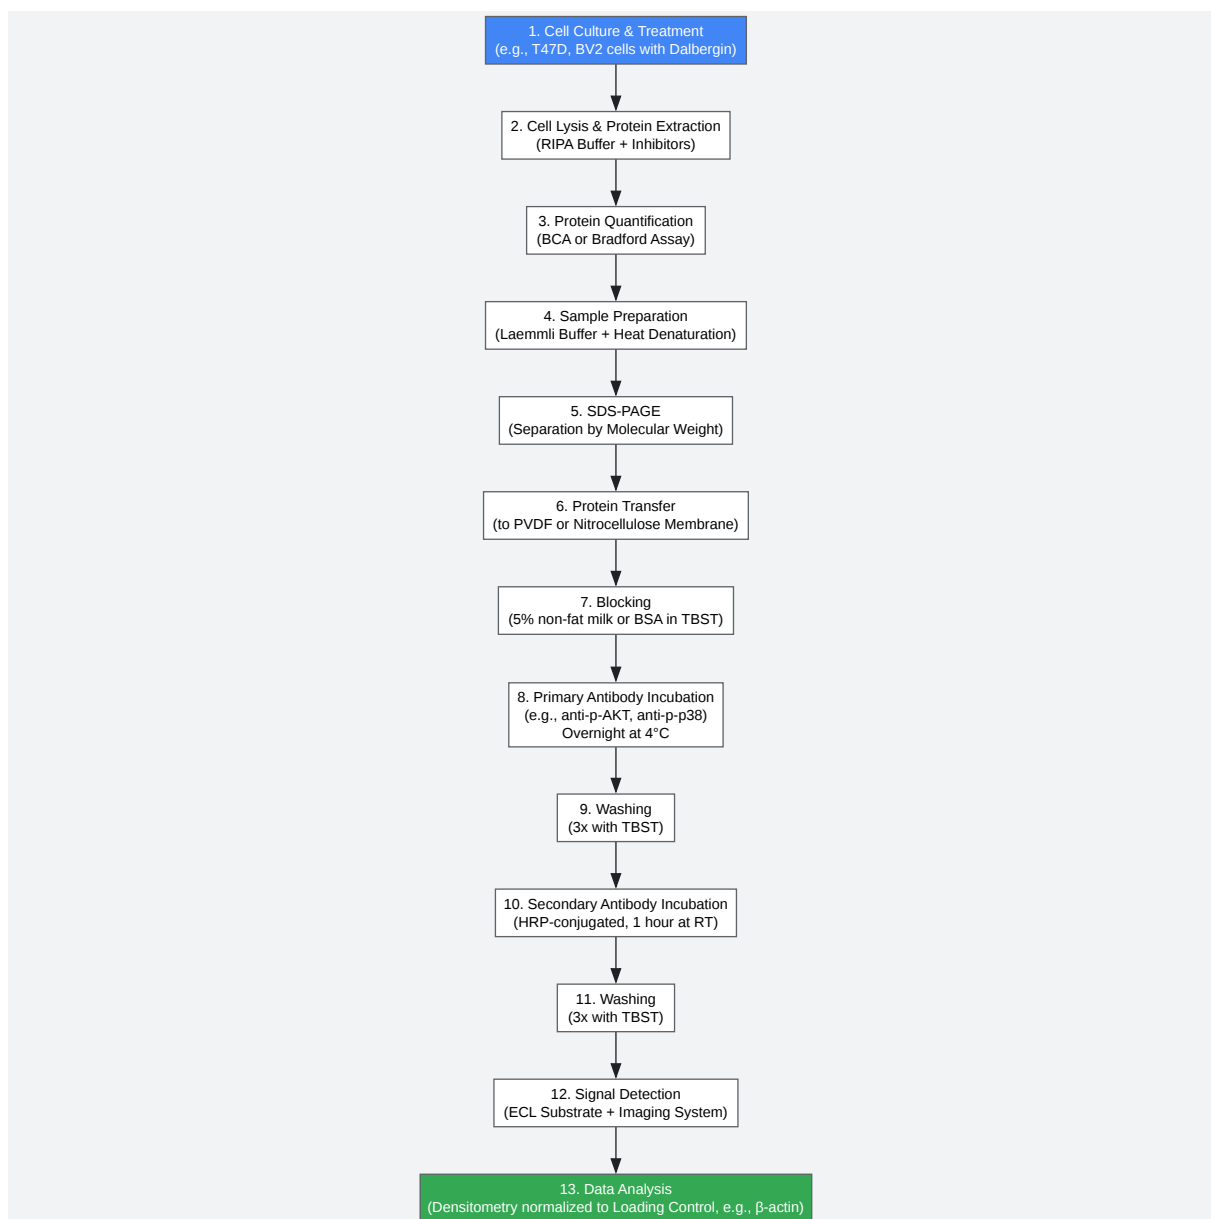 1. Cell Culture & Treatment
(e.g., T47D, BV2 cells with Dalbergin)
2. Cell Lysis & Protein Extraction
(RIPA Buffer + Inhibitors)
3. Protein Quantification
(BCA or Bradford Assay)
4. Sample Preparation
(Laemmli Buffer + Heat Denaturation)
5. SDS-PAGE
(Separation by Molecular Weight)
6. Protein Transfer
(to PVDF or Nitrocellulose Membrane)
7. Blocking
(5% non-fat milk or BSA in TBST)
8. Primary Antibody Incubation
(e.g., anti-p-AKT, anti-p-p38)
Overnight at 4°C
9. Washing
(3x with TBST)
10. Secondary Antibody Incubation
(HRP-conjugated, 1 hour at RT)
11. Washing
(3x with TBST)
12. Signal Detection
(ECL Substrate + Imaging System)
13. Data Analysis
(Densitometry normalized to Loading Control, e.g., β-actin)